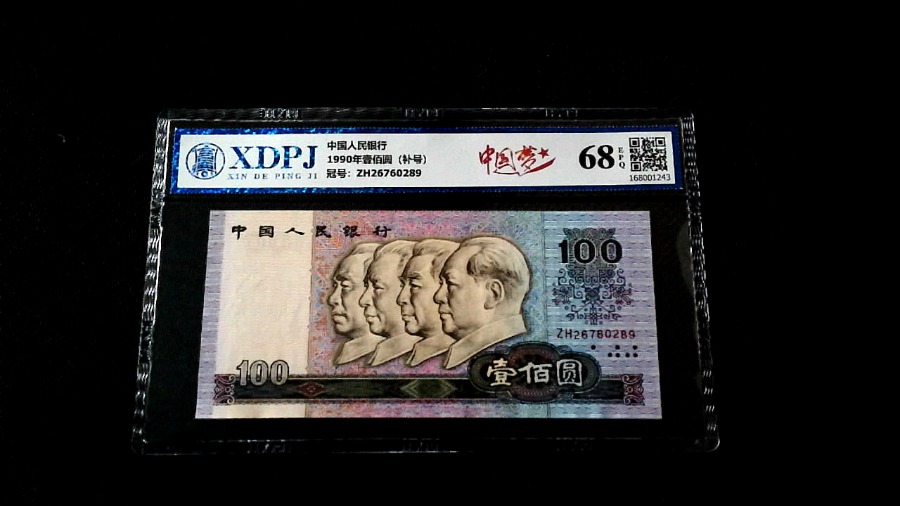 XDPJ
XIN DE PING JI
中国人民银行
1990年壹佰圆（补号）
冠号：ZH26760289
中国梦
68
EPQ
168001243
中国人民银行
100
ZH26760289
100
壹佰圆